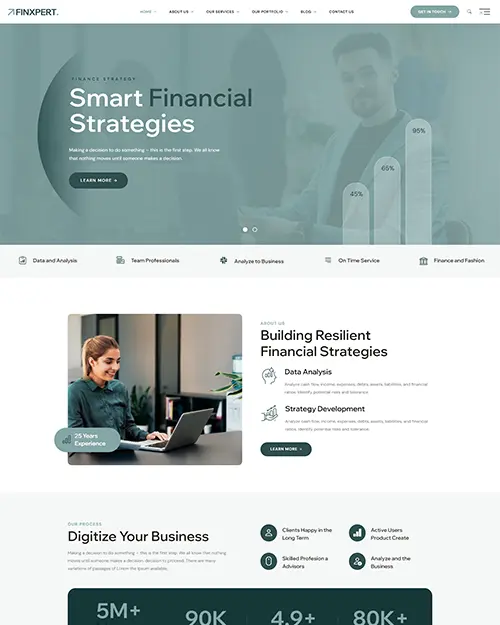 FINXPERT.
HOME
ABOUT US
OUR SERVICES
OUR PORTFOLIO
BLOG
CONTACT US
GET IN TOUCH
FINANCE STRATEGY
Smart Financial
Strategies
Making a decision to do something – this is the first step. We all know
that nothing moves until someone makes a decision.
LEARN MORE
45%
65%
95%
Data and Analysis
Team Professionals
Analyze to Business
On Time Service
Finance and Fashion
25 Years
Experience
ABOUT US
Building Resilient
Financial Strategies
Data Analysis
Analyze cash flow, income, expenses, debts, assets, liabilities, and financial
ratios. Identify potential risks and tolerance.
Strategy Development
Analyze cash flow, income, expenses, debts, assets, liabilities, and financial
ratios. Identify potential risks and tolerance.
LEARN MORE
OUR PROCESS
Digitize Your Business
Making a decision to do something – this is the first step. We all know that nothing
moves until someone makes a decision. decision to pictured. There are many
variations of passages of Lorem the Ipsum available.
Clients Happy in the
Long Term
Active Users
Product Create
Skilled Profesion a
Advisors
Analyze and the
Business
5M+
90K
4.9+
80K+